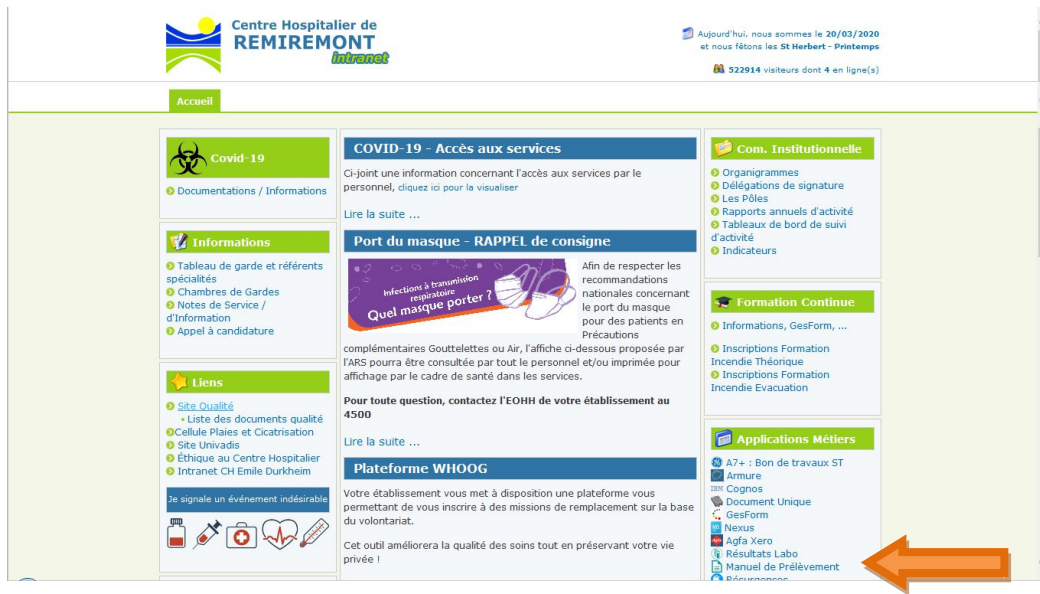 Centre Hospitalier de
REMIREMONT
Intranet
Aujourd'hui, nous sommes le 20/03/2020
et nous fêtons les St Herbert - Printemps
522914 visiteurs dont 4 en ligne(s)
Accueil
Covid-19
Documentations / Informations
Informations
Tableau de garde et référents
spécialités
Chambres de Gardes
Notes de Service /
d'Information
Appel à candidature
Liens
Site Qualité
Liste des documents qualité
Cellule Plaies et Cicatrisation
Site Univadis
Éthique au Centre Hospitalier
Intranet CH Emile Durkheim
Je signale un événement indésirable
COVID-19 - Accès aux services
Ci-joint une information concernant l'accès aux services par le
personnel, cliquez ici pour la visualiser
Lire la suite ...
Port du masque - RAPPEL de consigne
Infections à transmission
respiratoire
Quel masque porter ?
Afin de respecter les
recommandations
nationales concernant
le port du masque
pour des patients en
Précautions
complémentaires Gouttelettes ou Air, l'affiche ci-dessous proposée par
l'ARS pourra être consultée par tout le personnel et/ou imprimée pour
affichage par le cadre de santé dans les services.
Pour toute question, contactez l'EOHH de votre établissement au
4500
Lire la suite ...
Plateforme WHOOG
Votre établissement vous met à disposition une plateforme vous
permettant de vous inscrire à des missions de remplacement sur la base
du volontariat.
Cet outil améliorera la qualité des soins tout en préservant votre vie
privée !
Com. Institutionnelle
Organigrammes
Délégations de signature
Les Pôles
Rapports annuels d'activité
Tableaux de bord de suivi
d'activité
Indicateurs
Formation Continue
Informations, GesForm, ...
Inscriptions Formation
Incendie Théorique
Inscriptions Formation
Incendie Evacuation
Applications Métiers
A7+ : Bon de travaux ST
Armure
IBM Cognos
Document Unique
GesForm
Nexus
Agfa Xero
Résultats Labo
Manuel de Prélèvement
Résurgences